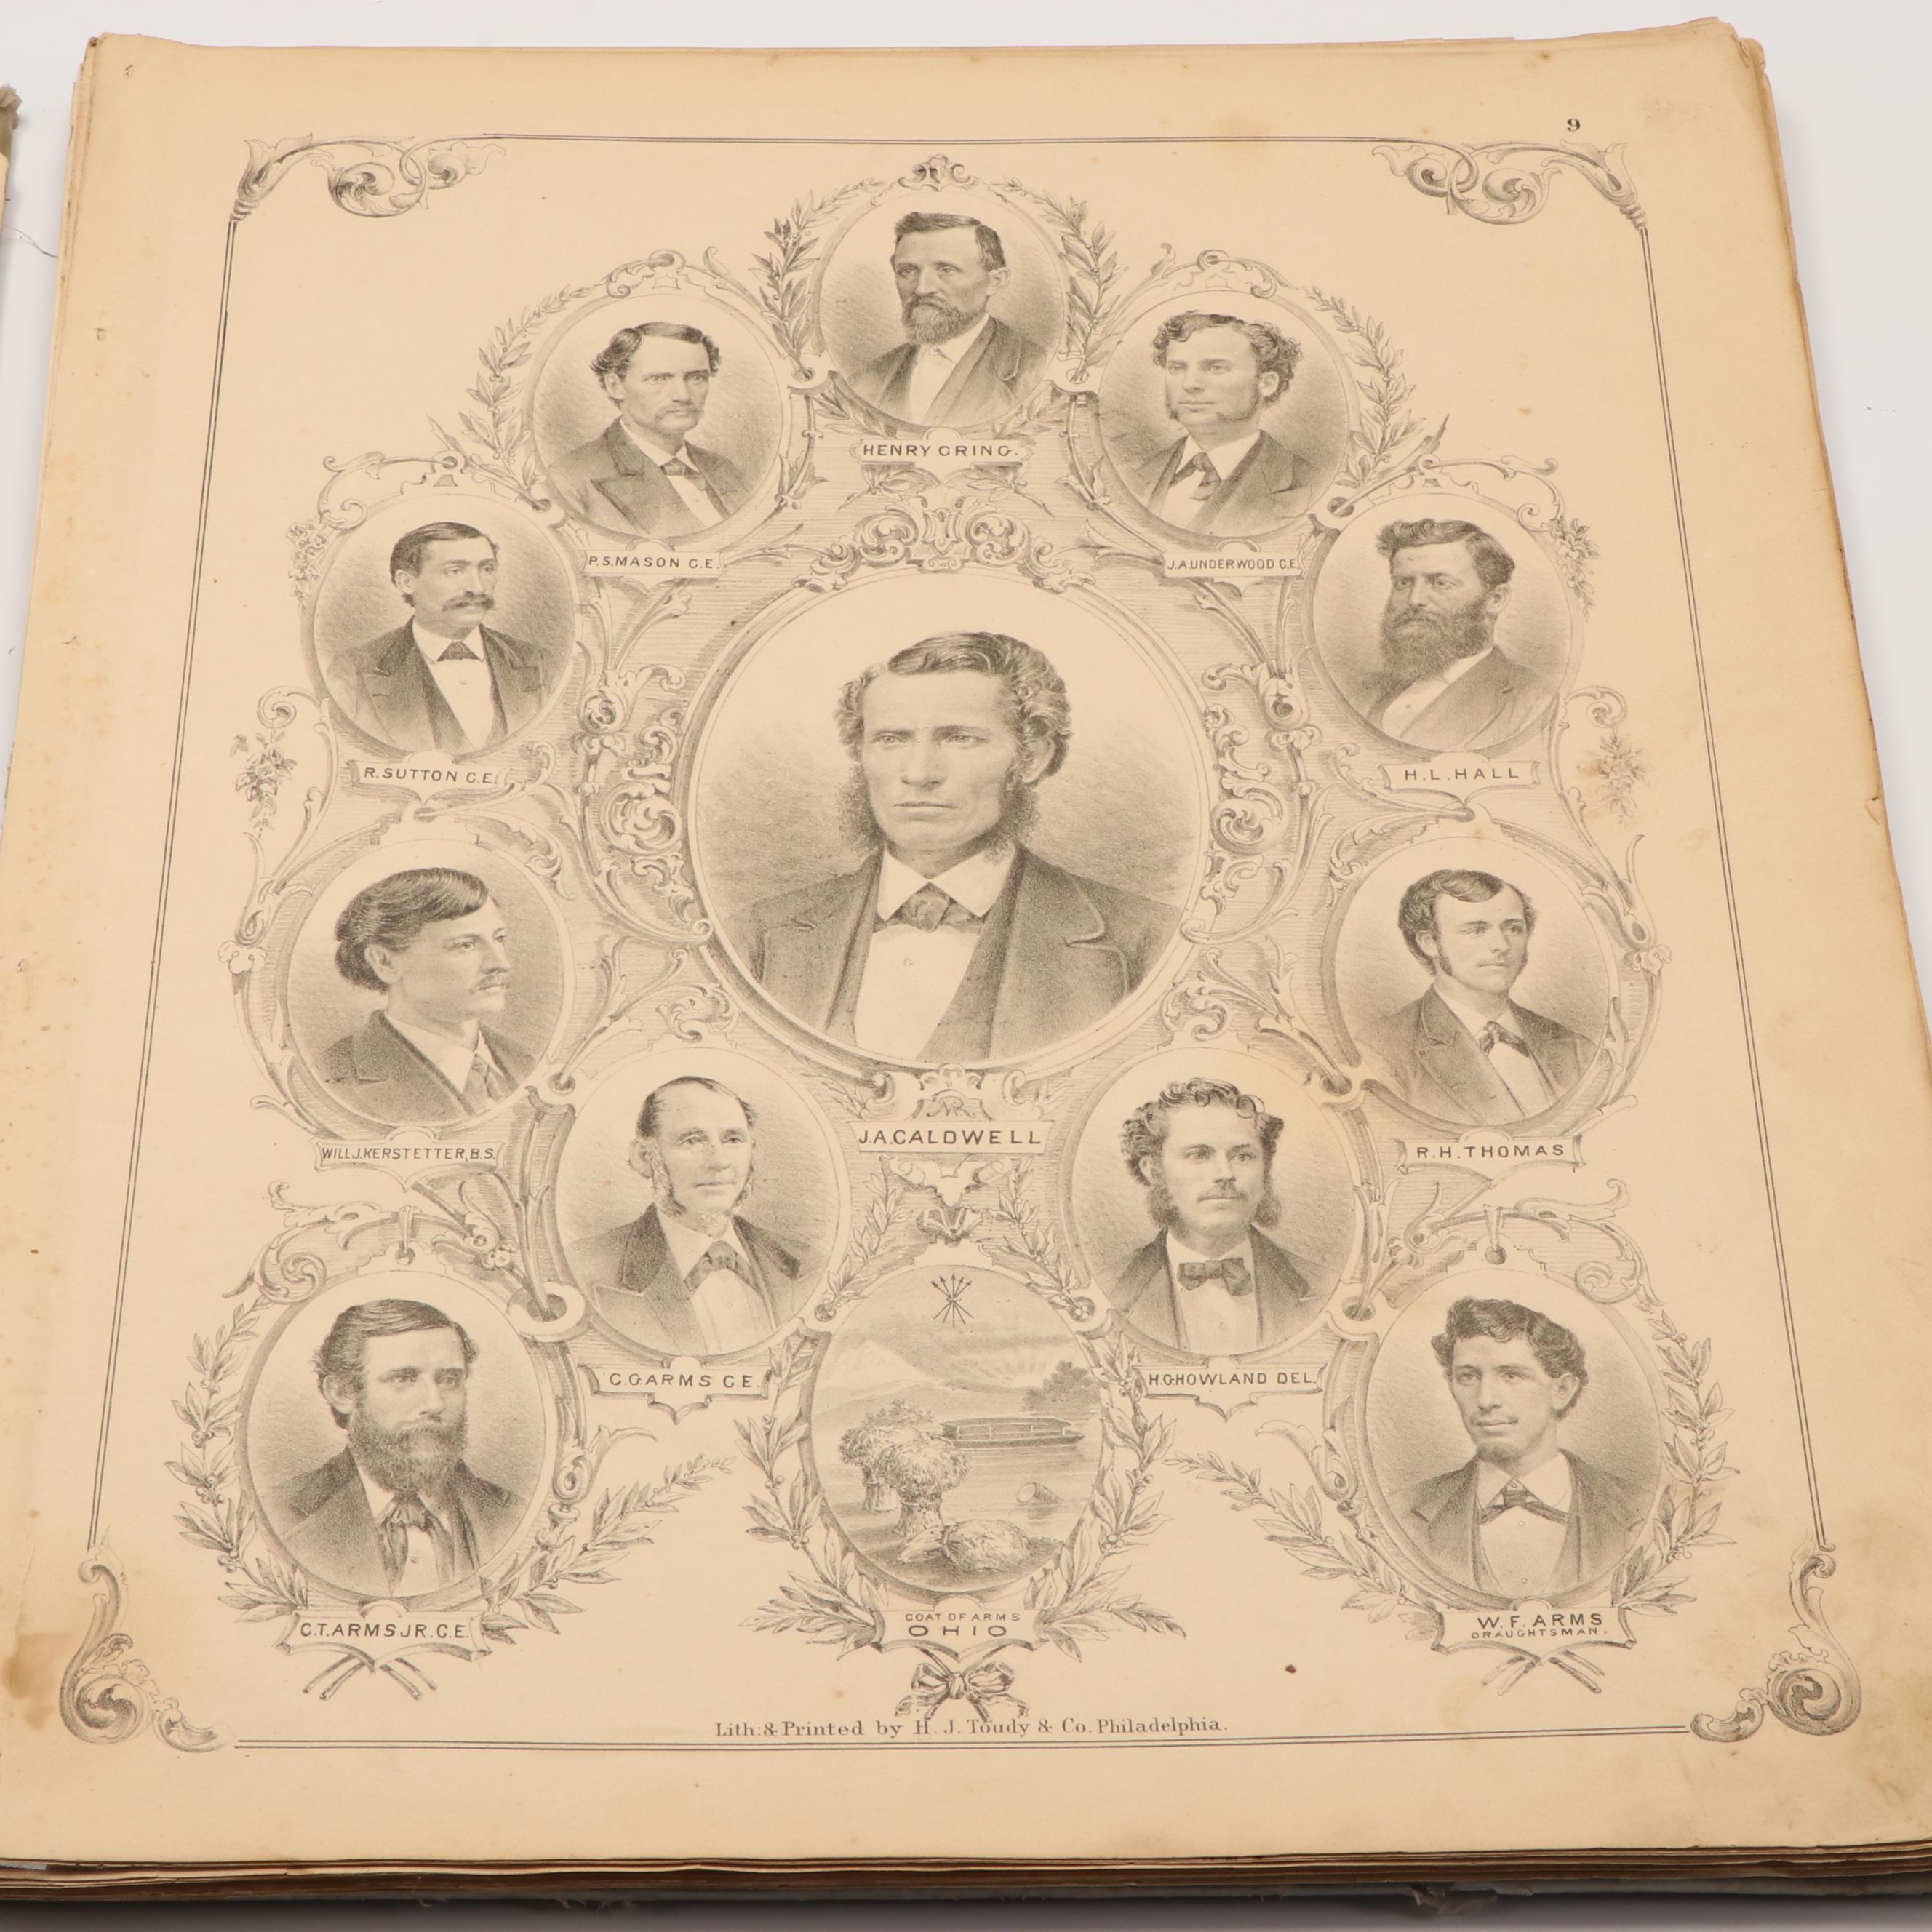 9
HENRY CRING.
P.S.MASON C.E.
J.A.UNDERWOOD C.E.
R.SUTTON C.E.
H.L.HALL
J.A.CALDWELL
WILL.J.KERSTETTER,B.S.
R.H.THOMAS
C.G.ARMS C.E.
H.G.HOWLAND DEL.
C.T.ARMS JR.C.E.
COAT OF ARMS
OHIO
W.F.ARMS
DRAUGHTSMAN.
Lith:& Printed by H. J. Toudy & Co. Philadelphia.